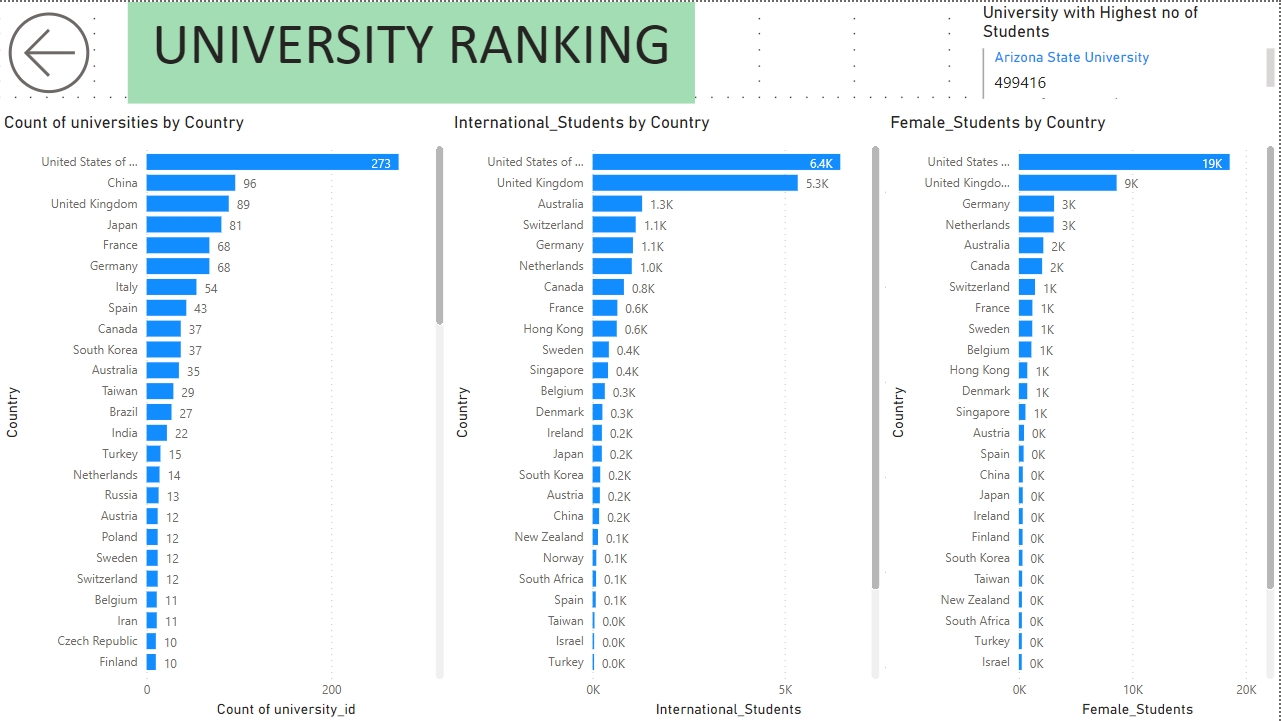 UNIVERSITY RANKING
University with Highest no of
Students
Arizona State University
499416
Count of universities by Country
Country
United States of ... 273
China 96
United Kingdom 89
Japan 81
France 68
Germany 68
Italy 54
Spain 43
Canada 37
South Korea 37
Australia 35
Taiwan 29
Brazil 27
India 22
Turkey 15
Netherlands 14
Russia 13
Austria 12
Poland 12
Sweden 12
Switzerland 12
Belgium 11
Iran 11
Czech Republic 10
Finland 10
0 200
Count of university_id
International_Students by Country
Country
United States of ... 6.4K
United Kingdom 5.3K
Australia 1.3K
Switzerland 1.1K
Germany 1.1K
Netherlands 1.0K
Canada 0.8K
France 0.6K
Hong Kong 0.6K
Sweden 0.4K
Singapore 0.4K
Belgium 0.3K
Denmark 0.3K
Ireland 0.2K
Japan 0.2K
South Korea 0.2K
Austria 0.2K
China 0.2K
New Zealand 0.1K
Norway 0.1K
South Africa 0.1K
Spain 0.1K
Taiwan 0.0K
Israel 0.0K
Turkey 0.0K
0K 5K
International_Students
Female_Students by Country
Country
United States ... 19K
United Kingdo... 9K
Germany 3K
Netherlands 3K
Australia 2K
Canada 2K
Switzerland 1K
France 1K
Sweden 1K
Belgium 1K
Hong Kong 1K
Denmark 1K
Singapore 1K
Austria 0K
Spain 0K
China 0K
Japan 0K
Ireland 0K
Finland 0K
South Korea 0K
Taiwan 0K
New Zealand 0K
South Africa 0K
Turkey 0K
Israel 0K
0K 10K 20K
Female_Students